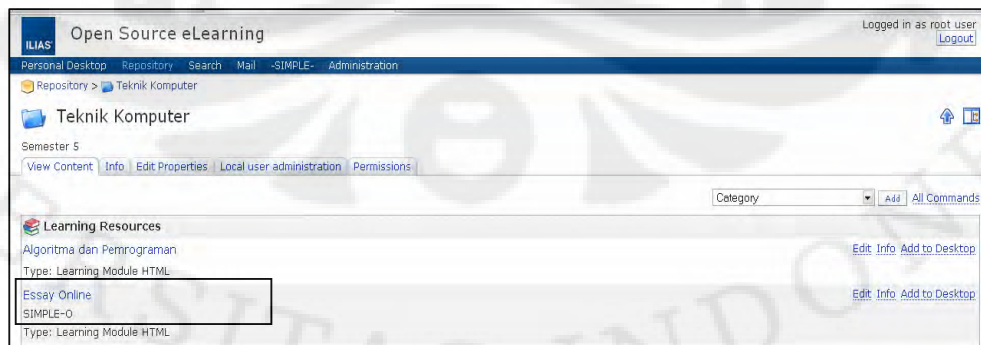 ILIAS
Open Source eLearning
Logged in as root user
Logout
Personal Desktop Repository Search Mail -SIMPLE- Administration
Repository > Teknik Komputer
Teknik Komputer
Semester 5
View Content Info Edit Properties Local user administration Permissions
Category Add All Commands
Learning Resources
Algoritma dan Pemrograman Edit Info Add to Desktop
Type: Learning Module HTML
Essay Online Edit Info Add to Desktop
SIMPLE-O
Type: Learning Module HTML